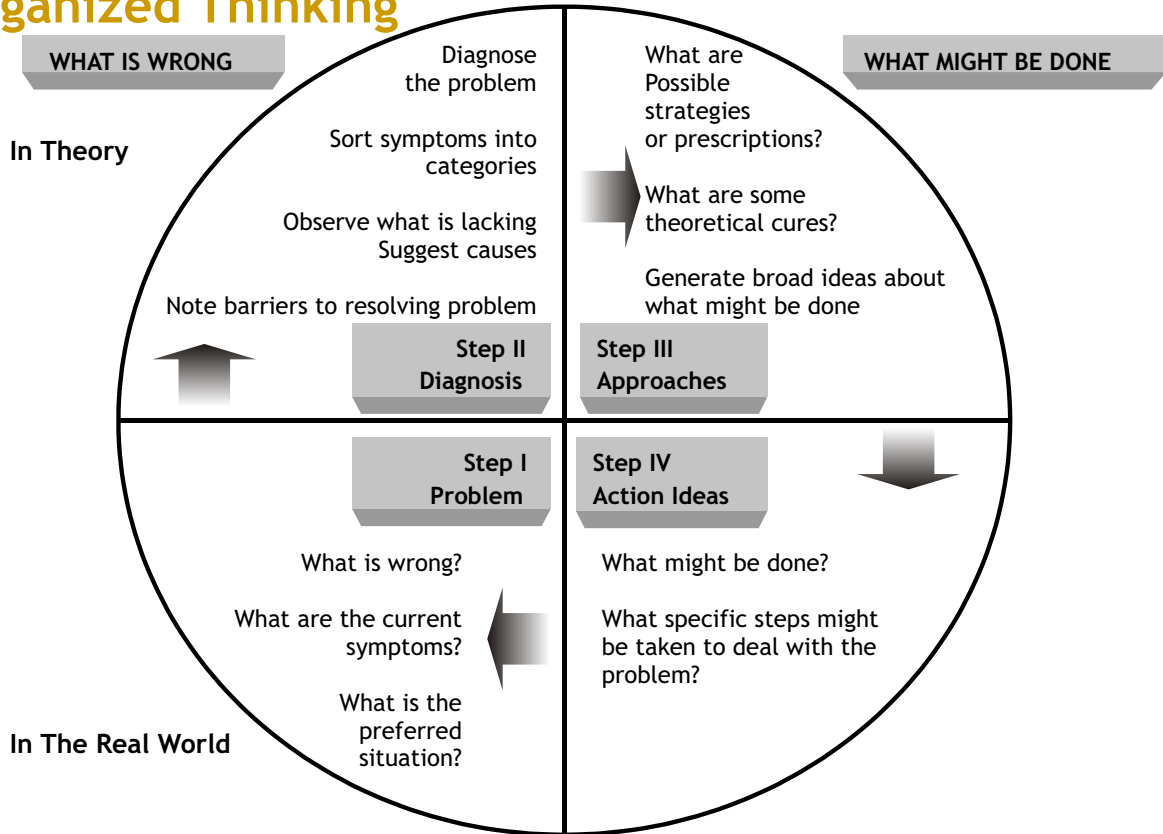 ganized Thinking
WHAT IS WRONG
WHAT MIGHT BE DONE
In Theory
Diagnose
the problem
Sort symptoms into
categories
Observe what is lacking
Suggest causes
Note barriers to resolving problem
Step II
Diagnosis
What are
Possible
strategies
or prescriptions?
What are some
theoretical cures?
Generate broad ideas about
what might be done
Step III
Approaches
Step I
Problem
What is wrong?
What are the current
symptoms?
What is the
preferred
situation?
In The Real World
Step IV
Action Ideas
What might be done?
What specific steps might
be taken to deal with the
problem?